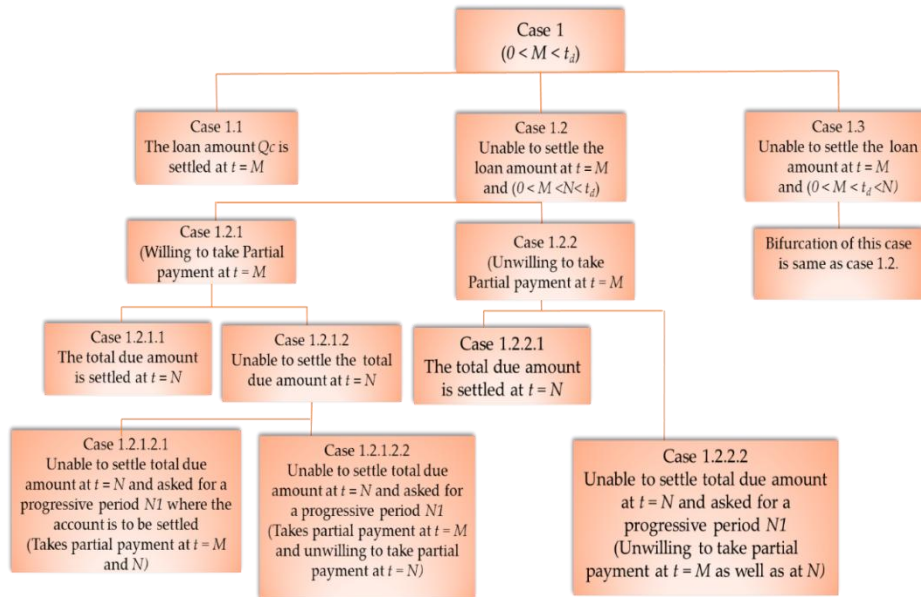 Case 1
(0 < M < t_d)
Case 1.1
The loan amount Qc is
settled at t = M
Case 1.2
Unable to settle the
loan amount at t = M
and (0 < M <N< t_d)
Case 1.3
Unable to settle the loan
amount at t = M
and (0 < M < t_d <N)
Case 1.2.1
(Willing to take Partial
payment at t = M
Case 1.2.2
(Unwilling to take
Partial payment at t = M
Bifurcation of this case
is same as case 1.2.
Case 1.2.1.1
The total due amount
is settled at t = N
Case 1.2.1.2
Unable to settle the total
due amount at t = N
Case 1.2.2.1
The total due amount
is settled at t = N
Case 1.2.1.2.1
Unable to settle total due
amount at t = N and asked for a
progressive period N1 where the
account is to be settled
(Takes partial payment at t = M
and N)
Case 1.2.1.2.2
Unable to settle total due
amount at t = N and asked for
a progressive period N1
(Takes partial payment at t = M
and unwilling to take partial
payment at t = N)
Case 1.2.2.2
Unable to settle total due amount
at t = N and asked for a
progressive period N1
(Unwilling to take partial
payment at t = M as well as at N)